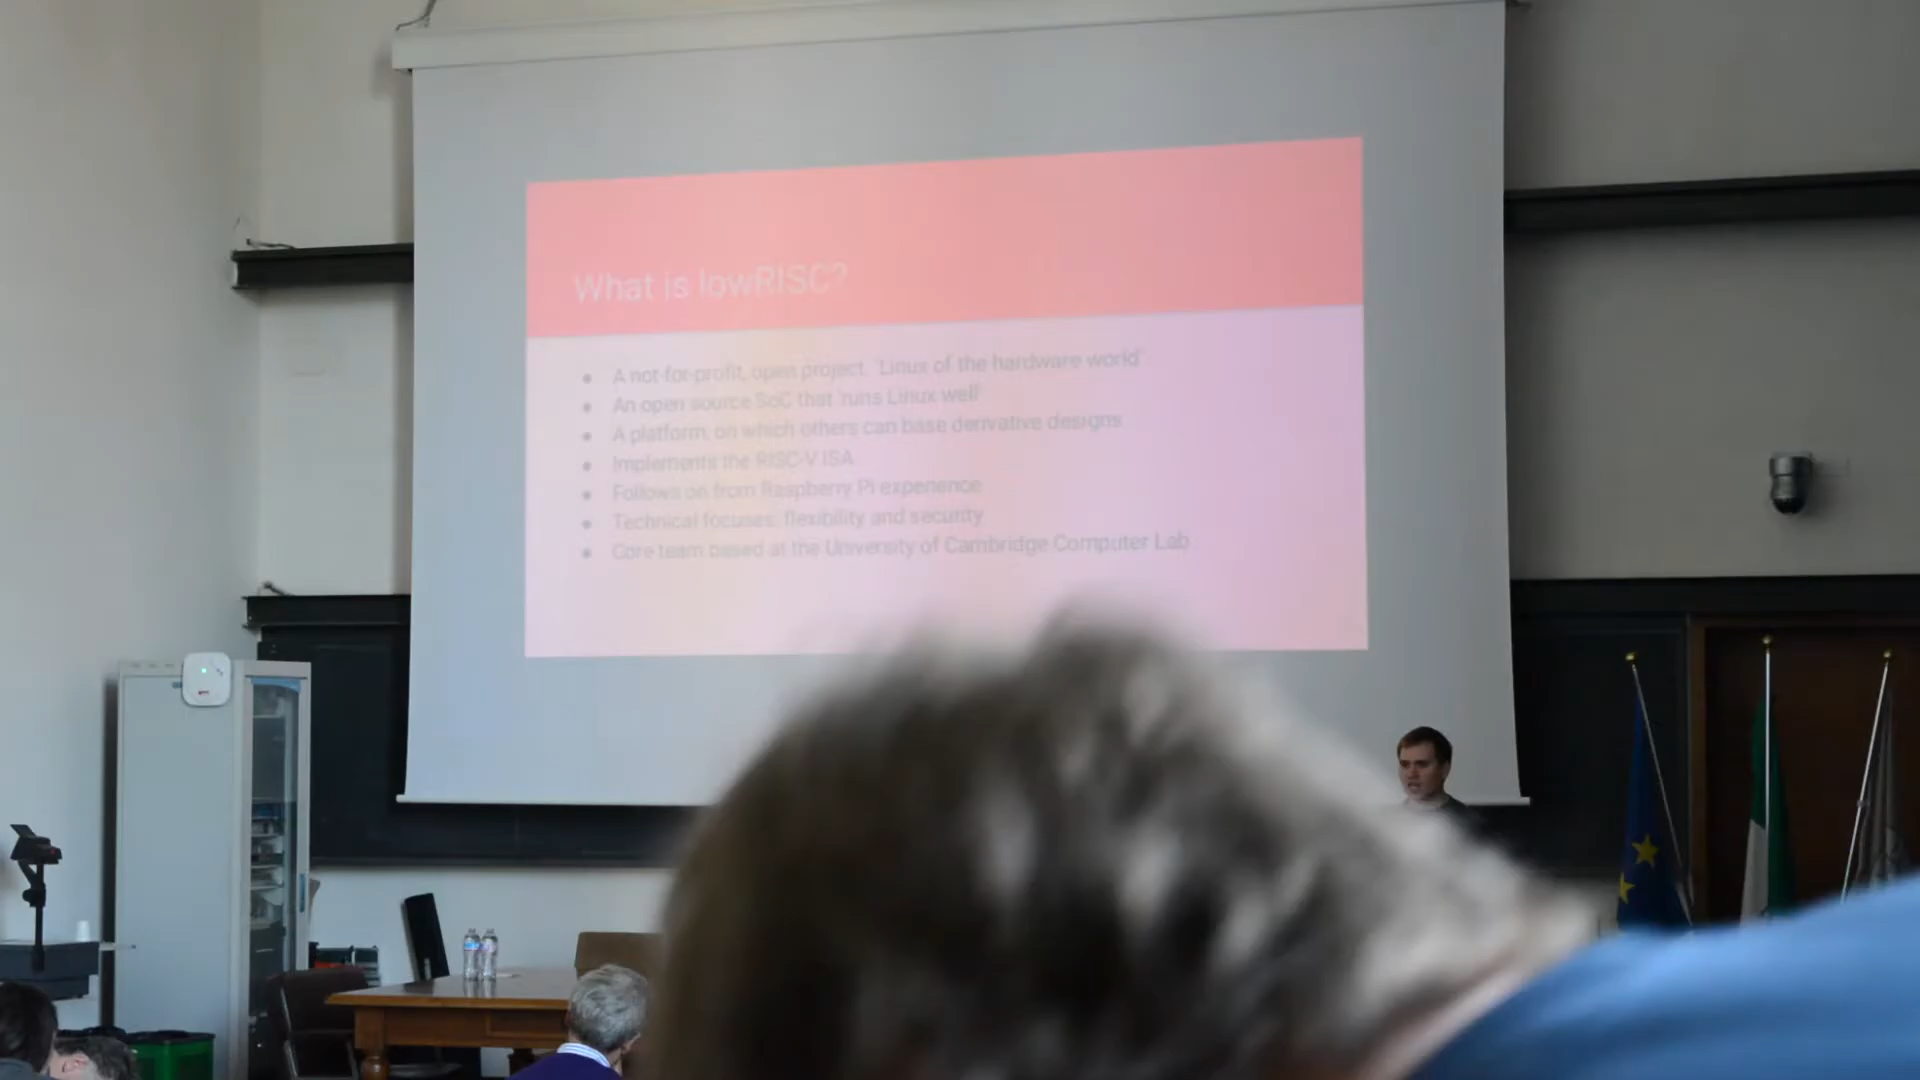 What is lowRISC?
A not-for-profit, open project. 'Linux of the hardware world'
An open source SoC that 'runs Linux well'
A platform, on which others can base derivative designs
Implements the RISC-V ISA
Follows on from Raspberry Pi experience
Technical focuses: flexibility and security
Core team based at the University of Cambridge Computer Lab